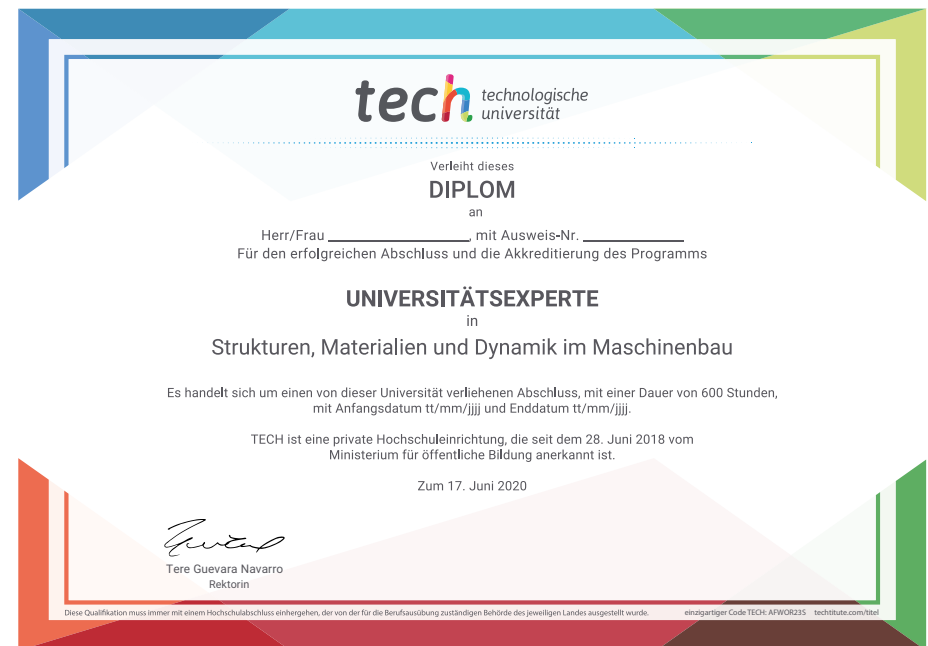 tech technologische
universität
Verleiht dieses
DIPLOM
an
Herr/Frau ____________________, mit Ausweis-Nr. ______________
Für den erfolgreichen Abschluss und die Akkreditierung des Programms
UNIVERSITÄTSEXPERTE
in
Strukturen, Materialien und Dynamik im Maschinenbau
Es handelt sich um einen von dieser Universität verliehenen Abschluss, mit einer Dauer von 600 Stunden,
mit Anfangsdatum tt/mm/jjjj und Enddatum tt/mm/jjjj.
TECH ist eine private Hochschuleinrichtung, die seit dem 28. Juni 2018 vom
Ministerium für öffentliche Bildung anerkannt ist.
Zum 17. Juni 2020
Tere Guevara Navarro
Rektorin
Diese Qualifikation muss immer mit einem Hochschulabschluss einhergehen, der von der für die Berufsausübung zuständigen Behörde des jeweiligen Landes ausgestellt wurde. einzigartiger Code TECH: AFWOR23S techtitute.com/titel